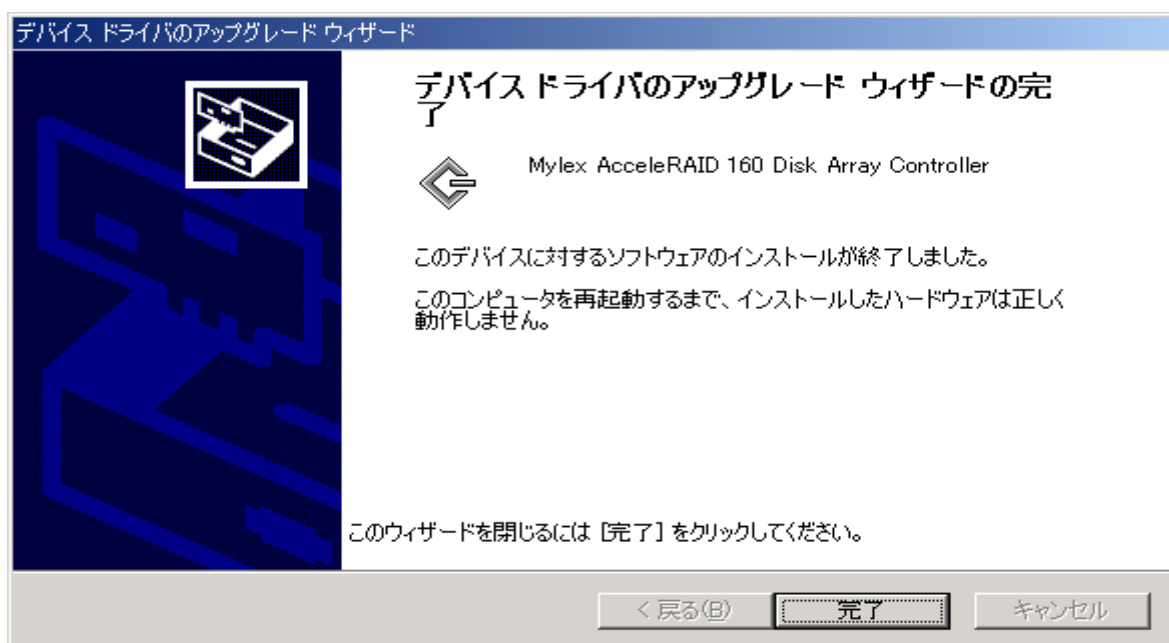 デバイス ドライバのアップグレード ウィザード
デバイス ドライバのアップグレード ウィザードの完
了
Mylex AcceleRAID 160 Disk Array Controller
このデバイスに対するソフトウェアのインストールが終了しました。
このコンピュータを再起動するまで、インストールしたハードウェアは正しく
動作しません。
このウィザードを閉じるには [完了] をクリックしてください。
< 戻る(B)
完了
キャンセル